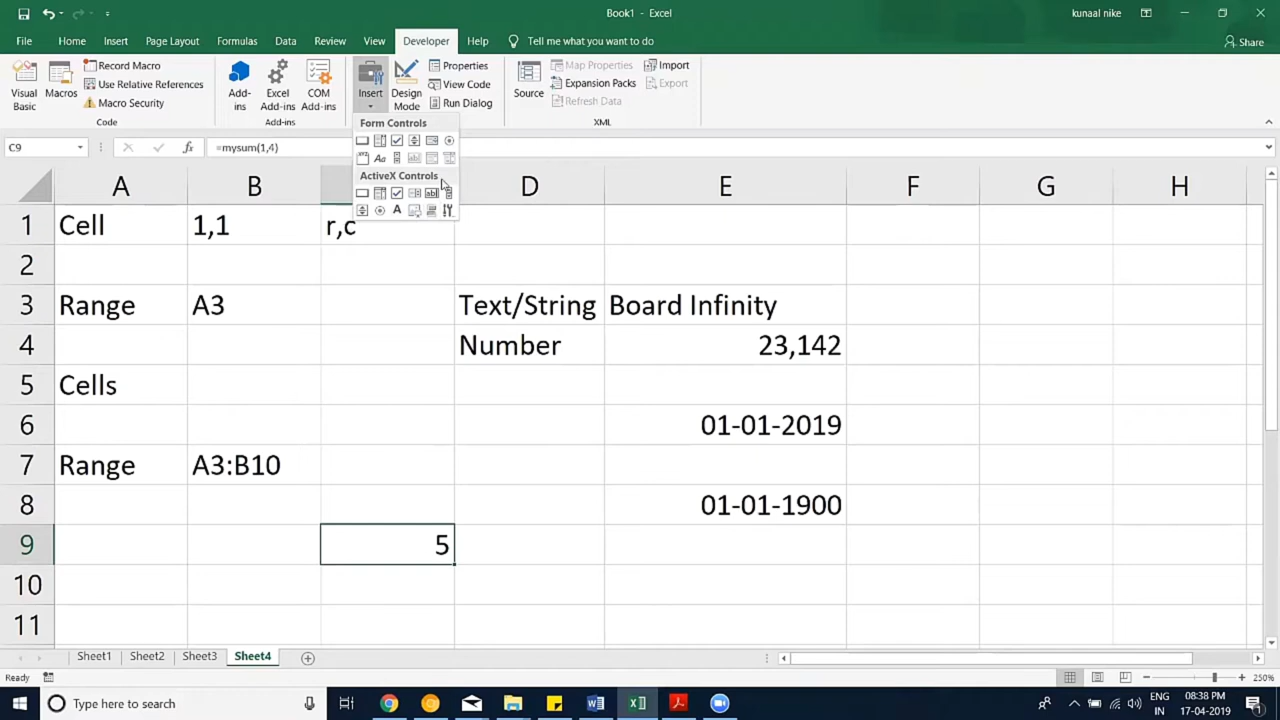 Book1 - Excel
kunaal nike
File Home Insert Page Layout Formulas Data Review View Developer Help Tell me what you want to do Share
Visual Basic
Macros
Record Macro
Use Relative References
Macro Security
Code
Add-ins
Excel Add-ins
COM Add-ins
Add-ins
Insert
Design Mode
Properties
View Code
Run Dialog
Source
Map Properties
Expansion Packs
Refresh Data
Import
Export
XML
Form Controls
Aa
ab|
ActiveX Controls
ab|
A
C9 fx =mysum(1,4)
A B D E F G H
1 Cell 1,1 r,c
2
3 Range A3 Text/String Board Infinity
4 Number 23,142
5 Cells
6 01-01-2019
7 Range A3:B10
8 01-01-1900
9 5
10
11
Sheet1 Sheet2 Sheet3 Sheet4
Ready 250%
Type here to search
ENG
IN
08:38 PM
17-04-2019
1